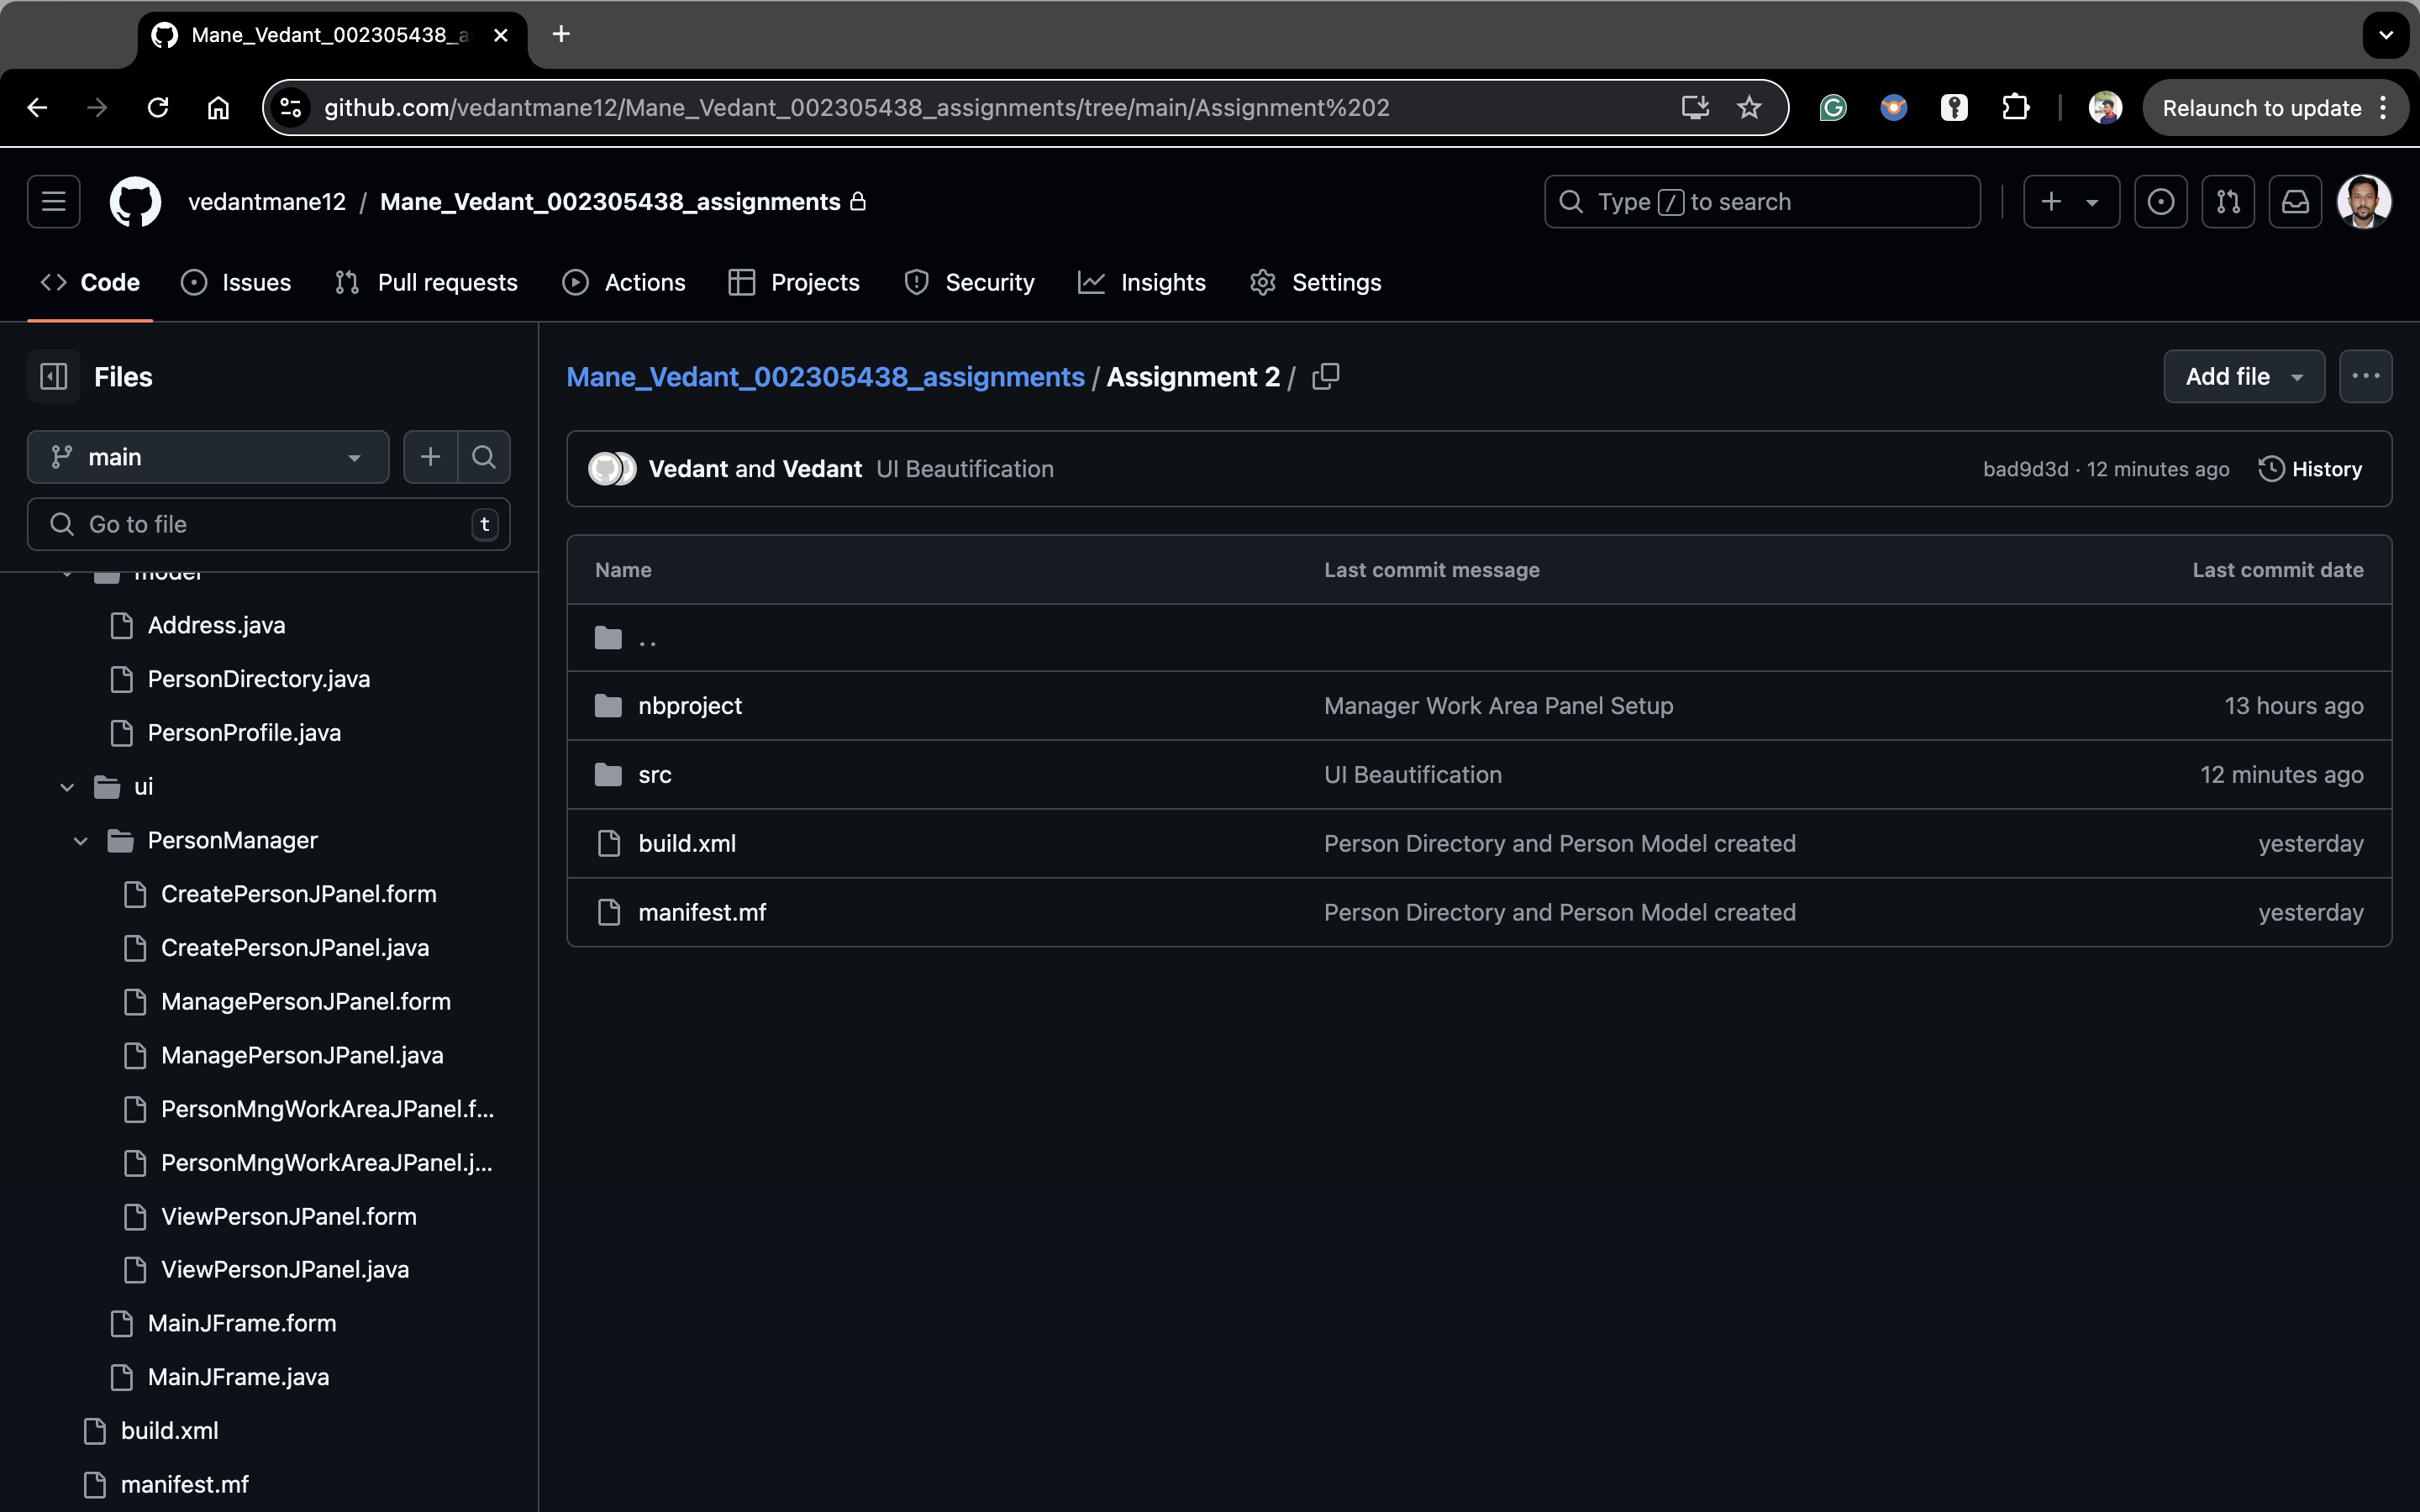 Mane_Vedant_002305438_a
github.com/vedantmane12/Mane_Vedant_002305438_assignments/tree/main/Assignment%202
Relaunch to update
vedantmane12 / Mane_Vedant_002305438_assignments
Type / to search
Code
Issues
Pull requests
Actions
Projects
Security
Insights
Settings
Files
main
Go to file
t
model
Address.java
PersonDirectory.java
PersonProfile.java
ui
PersonManager
CreatePersonJPanel.form
CreatePersonJPanel.java
ManagePersonJPanel.form
ManagePersonJPanel.java
PersonMngWorkAreaJPanel.f...
PersonMngWorkAreaJPanel.j...
ViewPersonJPanel.form
ViewPersonJPanel.java
MainJFrame.form
MainJFrame.java
build.xml
manifest.mf
Mane_Vedant_002305438_assignments / Assignment 2 /
Add file
Vedant and Vedant UI Beautification
bad9d3d · 12 minutes ago
History
Name Last commit message Last commit date
..
nbproject Manager Work Area Panel Setup 13 hours ago
src UI Beautification 12 minutes ago
build.xml Person Directory and Person Model created yesterday
manifest.mf Person Directory and Person Model created yesterday